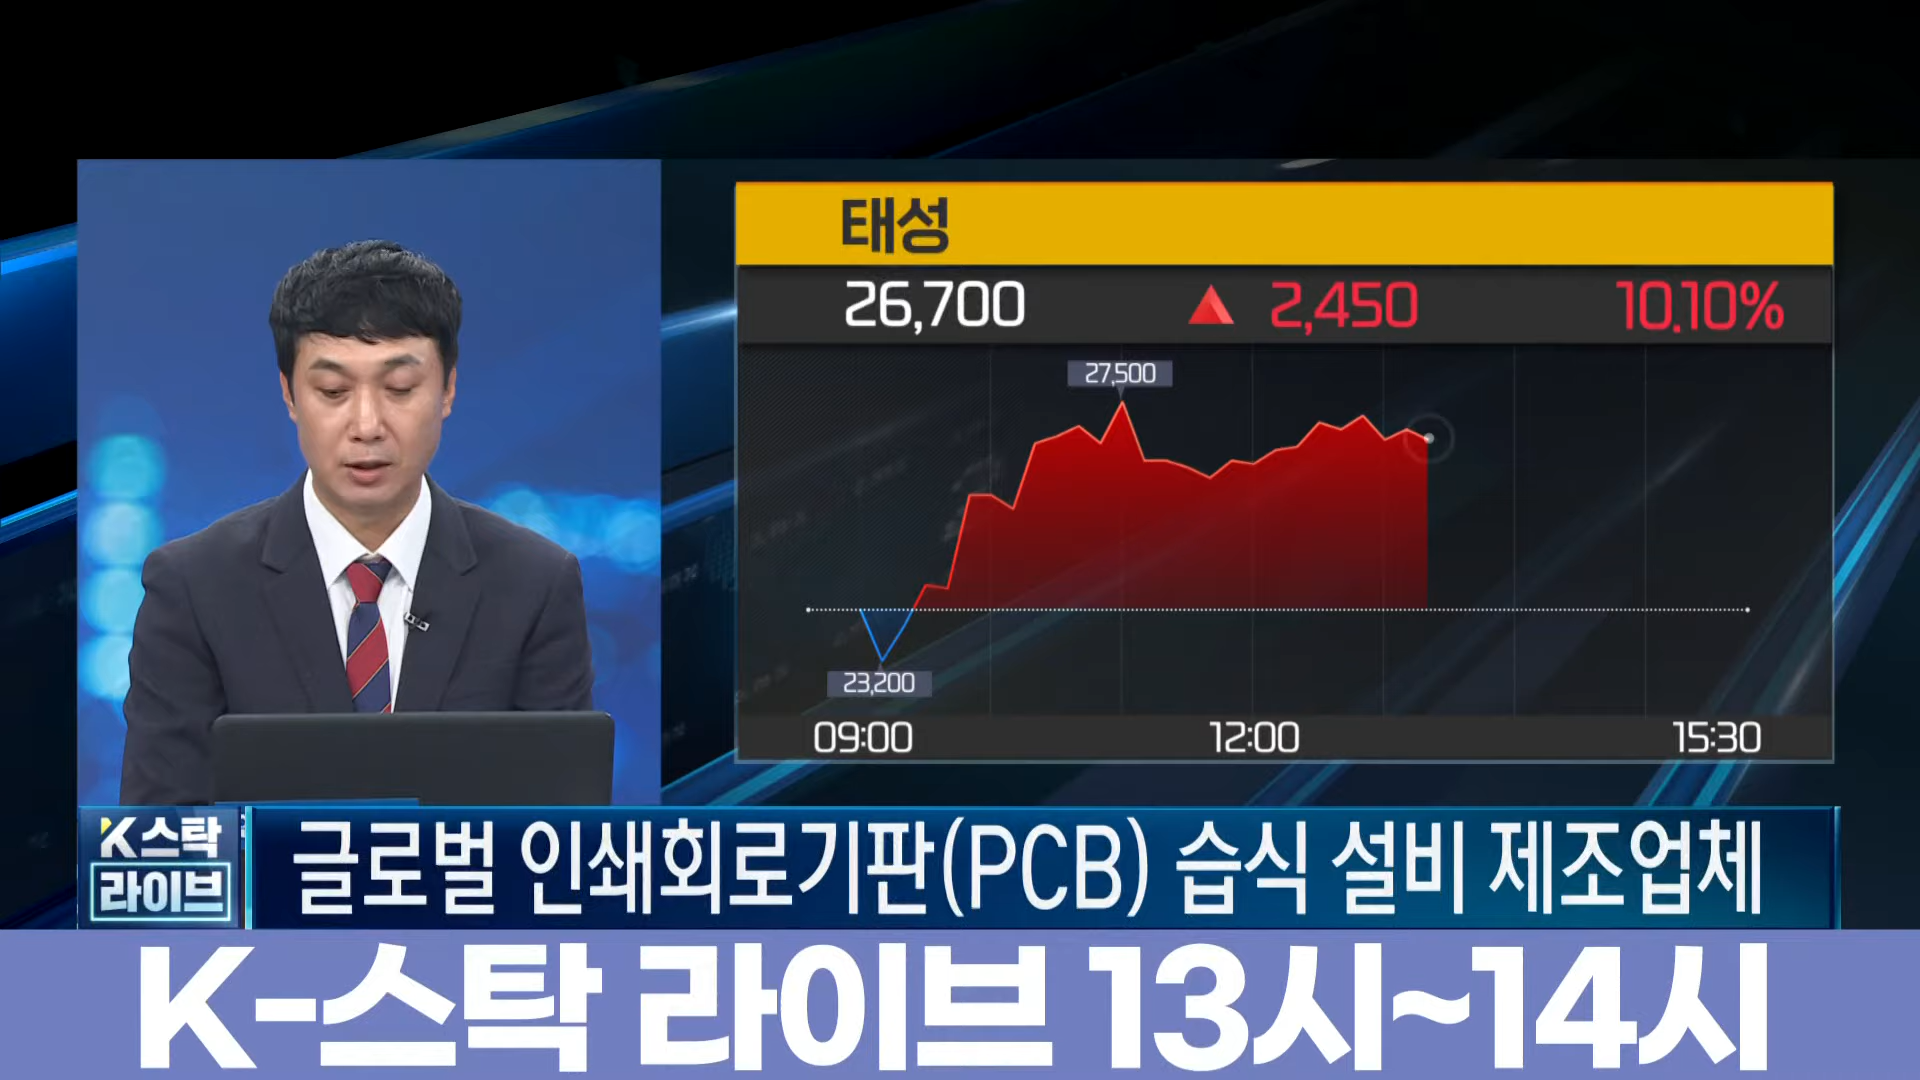 태성
26,700 ▲ 2,450 10.10%
27,500
23,200
09:00 12:00 15:30
K스탁
라이브
글로벌 인쇄회로기판(PCB) 습식 설비 제조업체
K-스탁 라이브 13시~14시